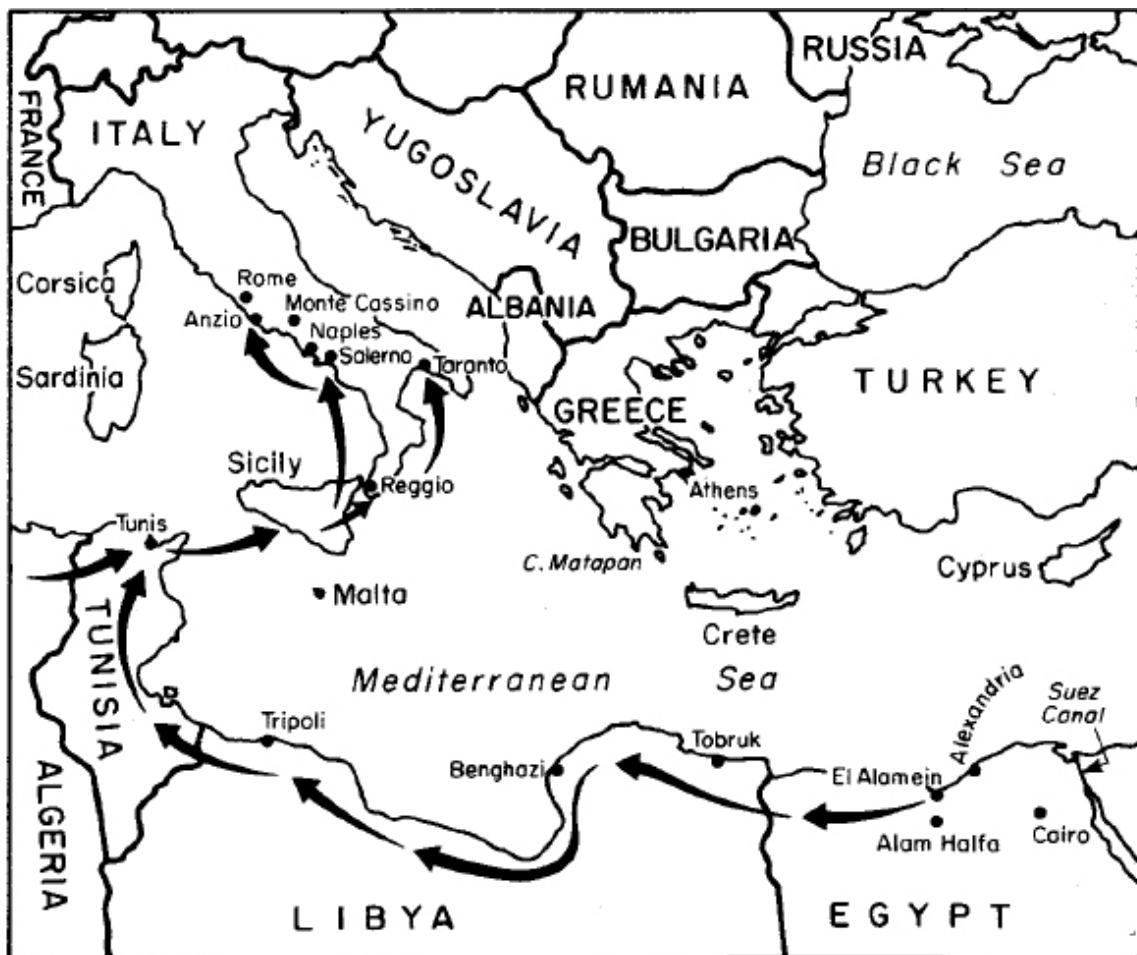 RUSSIA
RUMANIA
FRANCE
ITALY
YUGOSLAVIA
Black Sea
BULGARIA
Corsica
Rome
Monte Cassino
ALBANIA
Anzio
Naples
Salerno
Taranto
Sardinia
TURKEY
GREECE
Sicily
Reggio
Athens
Tunis
C. Matapan
Cyprus
Malta
TUNISIA
Crete
Mediterranean Sea
Alexandria
Suez
Canal
Tripoli
Tobruk
Benghazi
El Alamein
ALGERIA
Alam Halfa
Cairo
LIBYA
EGYPT